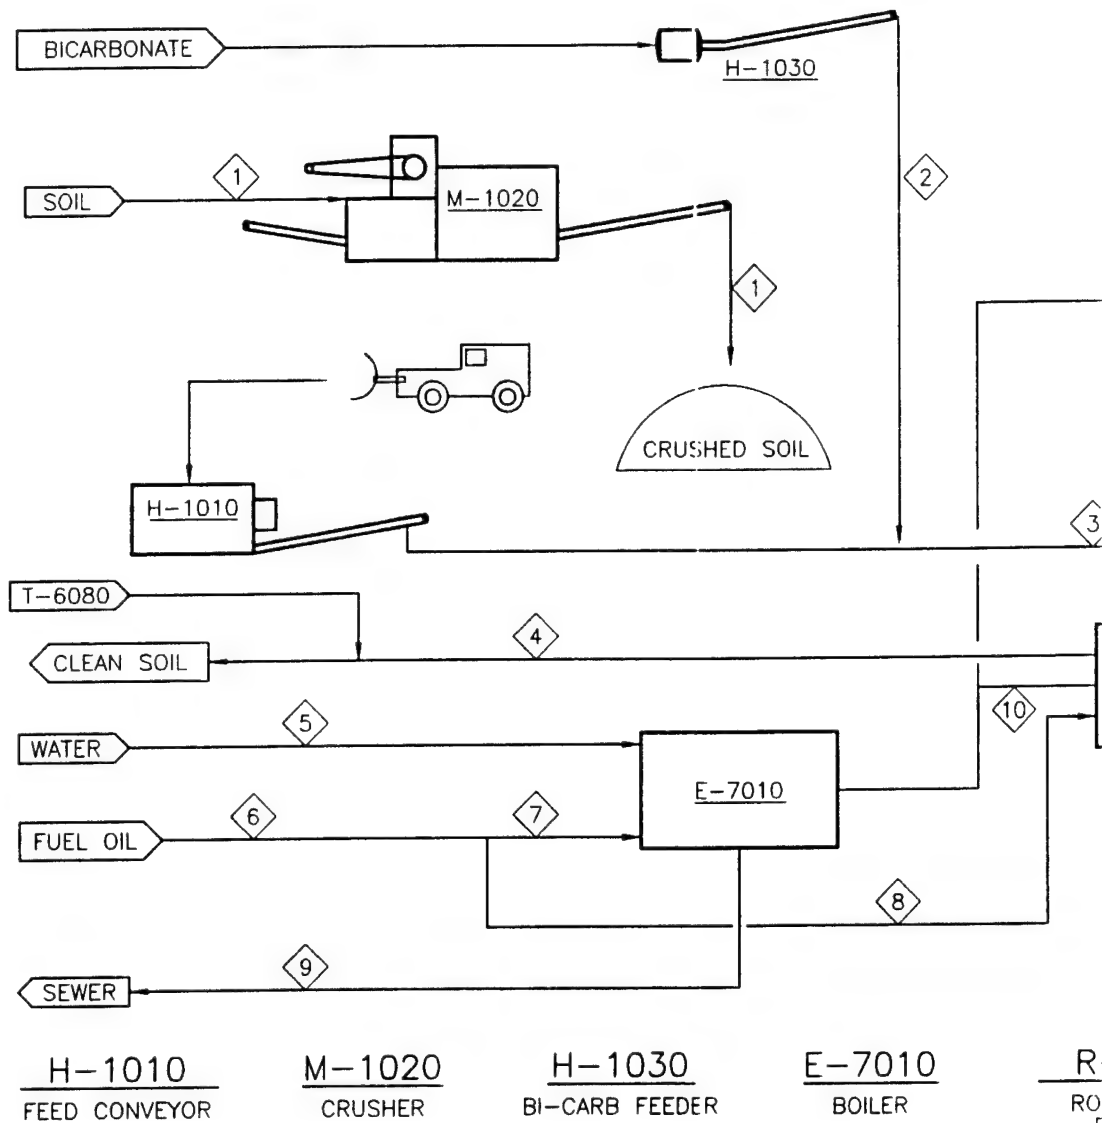 BICARBONATE
H-1030
SOIL
1
M-1020
2
1
CRUSHED SOIL
H-1010
3
T-6080
4
CLEAN SOIL
10
5
WATER
E-7010
6
7
FUEL OIL
8
9
SEWER
H-1010
M-1020
H-1030
E-7010
R-
FEED CONVEYOR
CRUSHER
BI-CARB FEEDER
BOILER
RO